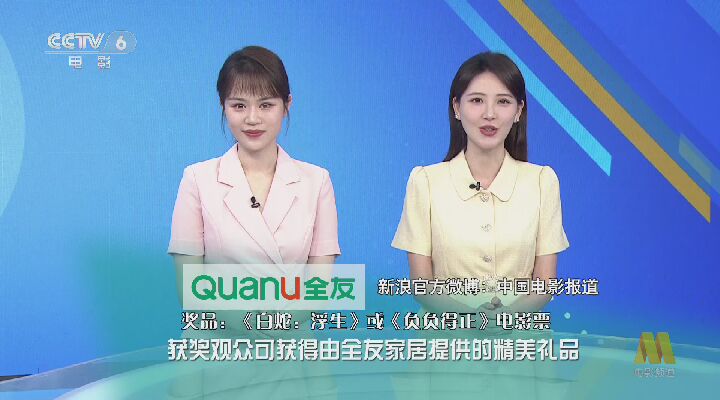 CCTV 6
电影
Quanu全友
新浪官方微博：中国电影报道
奖品：《白蛇：浮生》或《负负得正》电影票
获奖观众可获得由全友家居提供的精美礼品
电影频道